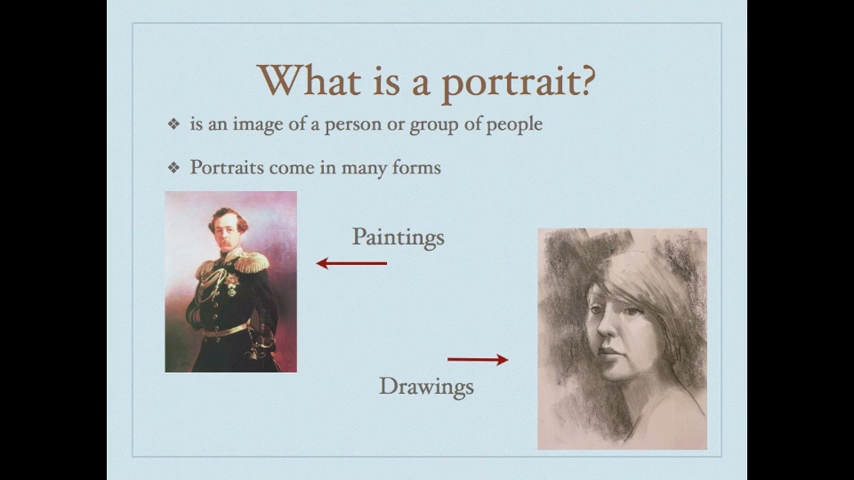 What is a portrait?
❖ is an image of a person or group of people
❖ Portraits come in many forms
Paintings
Drawings